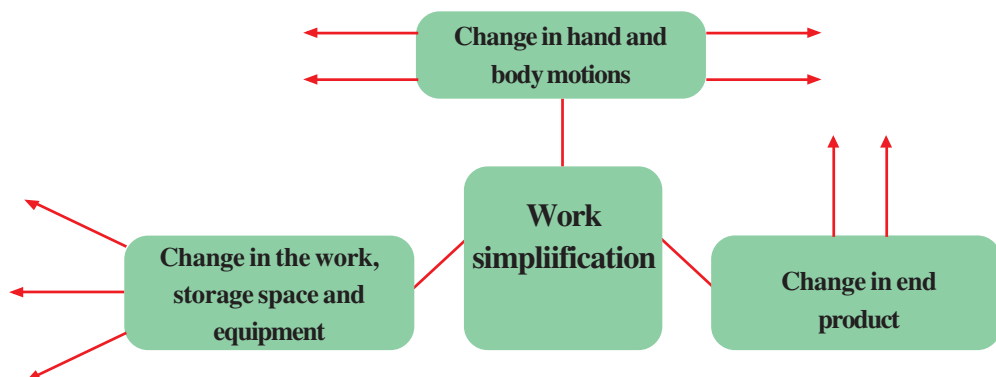 Change in hand and
body motions
Work
simpliification
Change in the work,
storage space and
equipment
Change in end
product